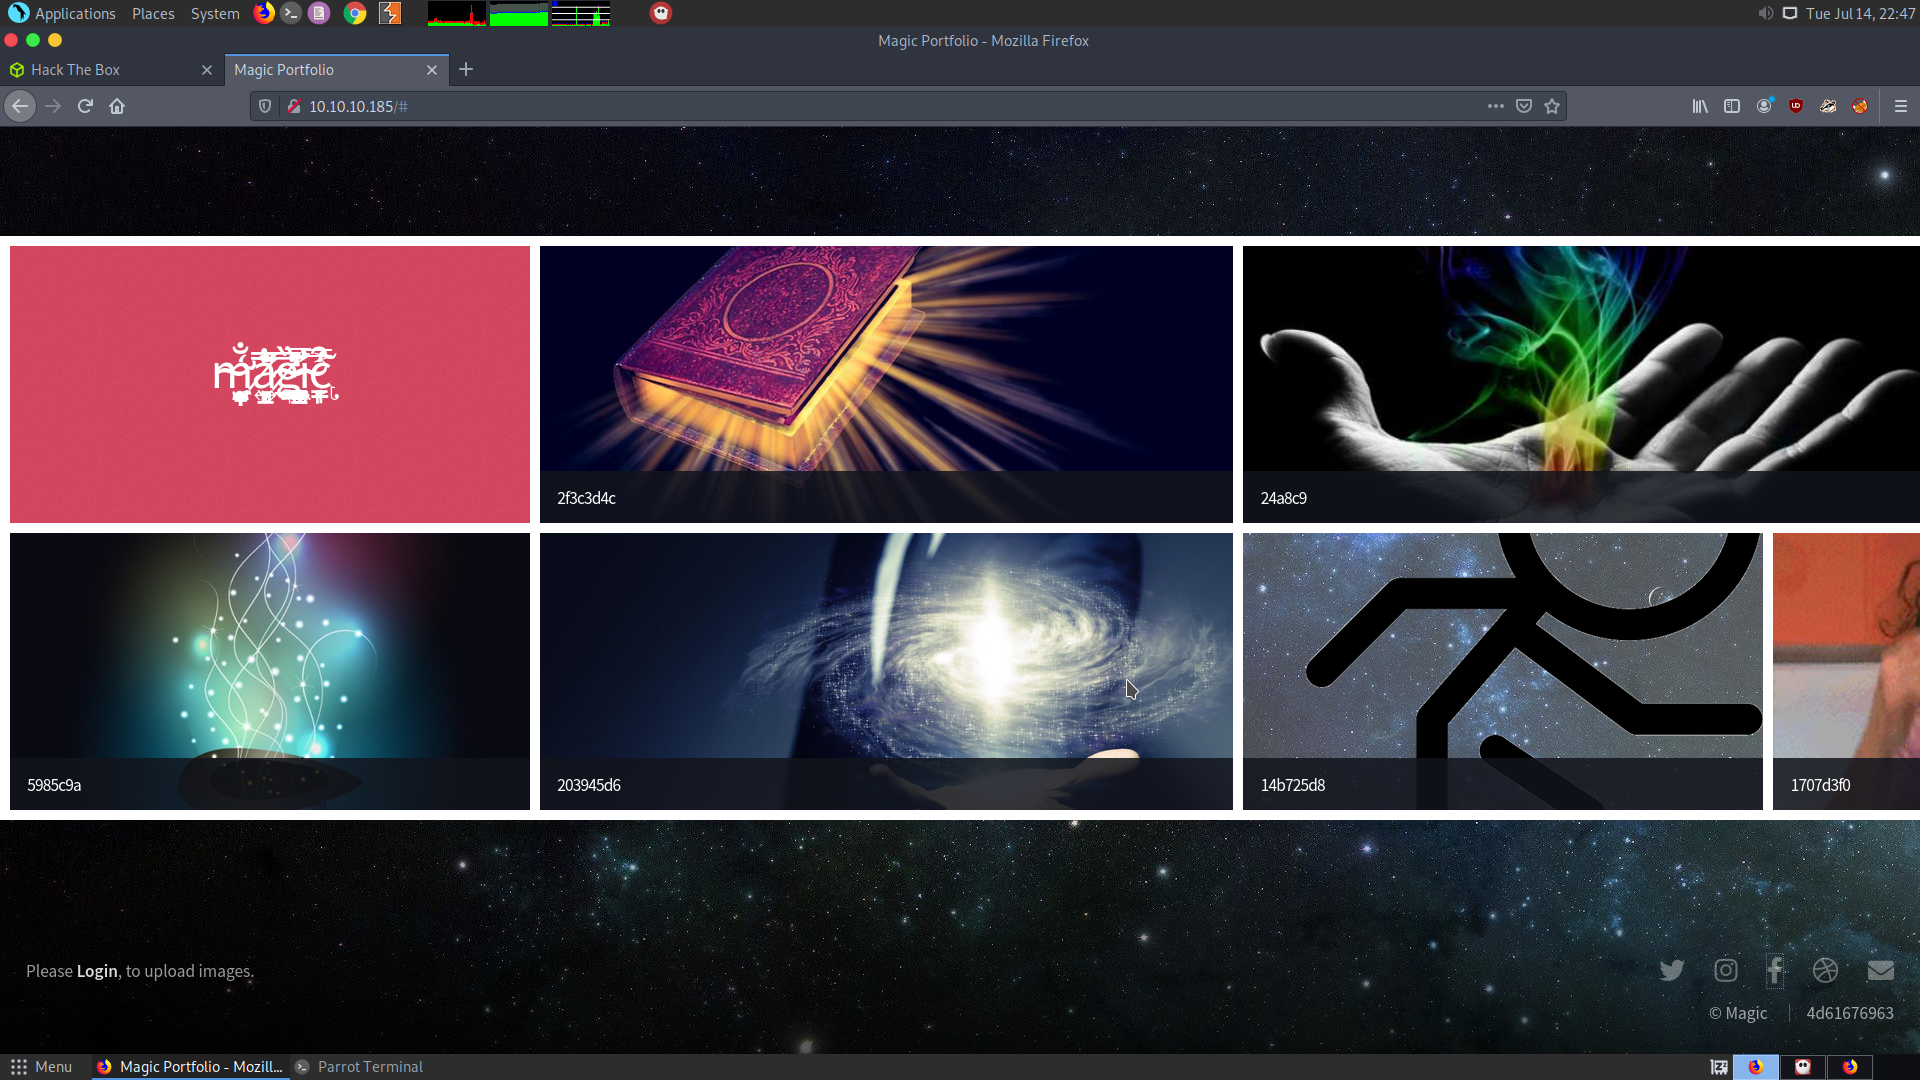 Applications Places System
Tue Jul 14, 22:47
Magic Portfolio - Mozilla Firefox
Hack The Box
Magic Portfolio
10.10.10.185/#
magic
2f3c3d4c
24a8c9
5985c9a
203945d6
14b725d8
1707d3f0
Please Login, to upload images.
© Magic
4d61676963
Menu
Magic Portfolio - Mozill...
Parrot Terminal